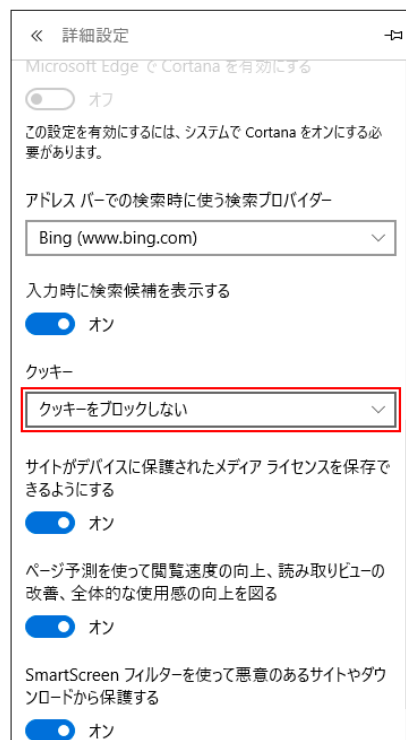 « 詳細設定
Microsoft Edge で Cortana を有効にする
オフ
この設定を有効にするには、システムで Cortana をオンにする必
要があります。
アドレス バーでの検索時に使う検索プロバイダー
Bing (www.bing.com)
入力時に検索候補を表示する
オン
クッキー
クッキーをブロックしない
サイトがデバイスに保護されたメディア ライセンスを保存で
きるようにする
オン
ページ予測を使って閲覧速度の向上、読み取りビューの
改善、全体的な使用感の向上を図る
オン
SmartScreen フィルターを使って悪意のあるサイトやダウ
ンロードから保護する
オン